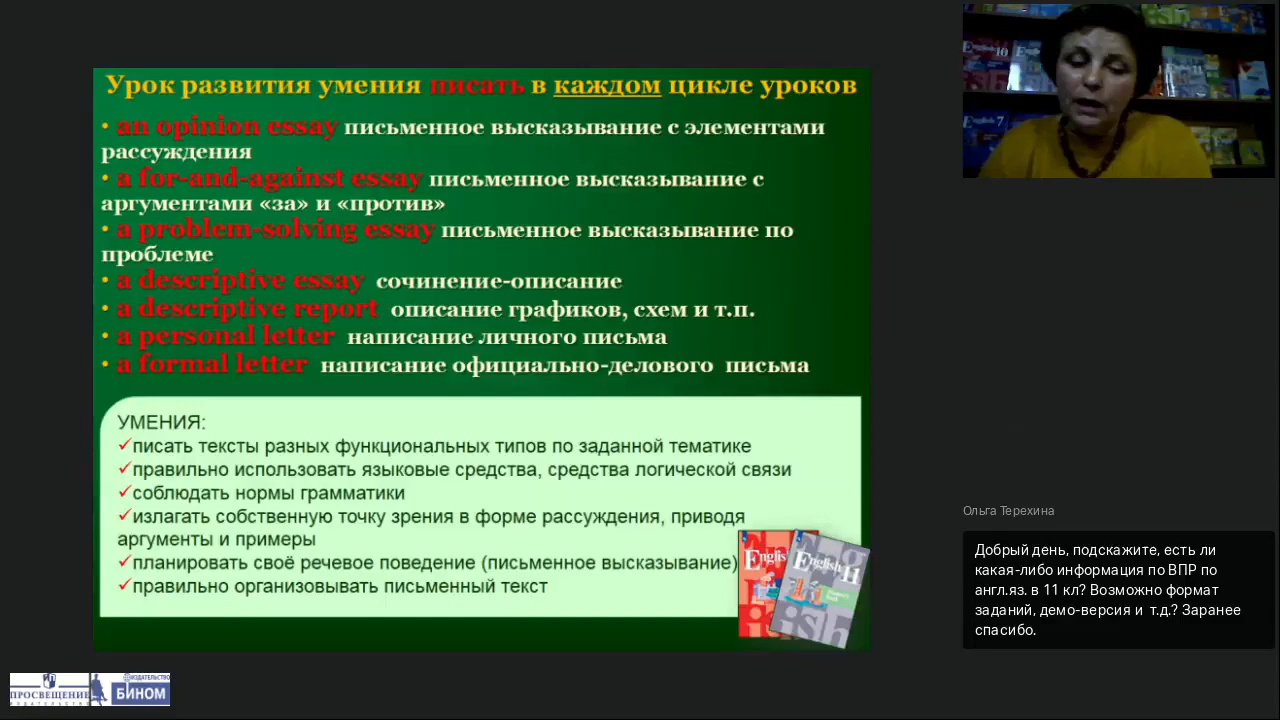 Урок развития умения писать в каждом цикле уроков
• an opinion essay письменное высказывание с элементами
рассуждения
• a for-and-against essay письменное высказывание с
аргументами «за» и «против»
• a problem-solving essay письменное высказывание по
проблеме
• a descriptive essay сочинение-описание
• a descriptive report описание графиков, схем и т.п.
• a personal letter написание личного письма
• a formal letter написание официально-делового письма
УМЕНИЯ:
✓писать тексты разных функциональных типов по заданной тематике
✓правильно использовать языковые средства, средства логической связи
✓соблюдать нормы грамматики
✓излагать собственную точку зрения в форме рассуждения, приводя
аргументы и примеры
✓планировать своё речевое поведение (письменное высказывание)
✓правильно организовывать письменный текст
English 11
English 10
English 7
Ольга Терехина
Добрый день, подскажите, есть ли
какая-либо информация по ВПР по
англ.яз. в 11 кл? Возможно формат
заданий, демо-версия и т.д.? Заранее
спасибо.
ПРОСВЕЩЕНИЕ
ИЗДАТЕЛЬСТВО
ИЗДАТЕЛЬСТВО
БИНОМ